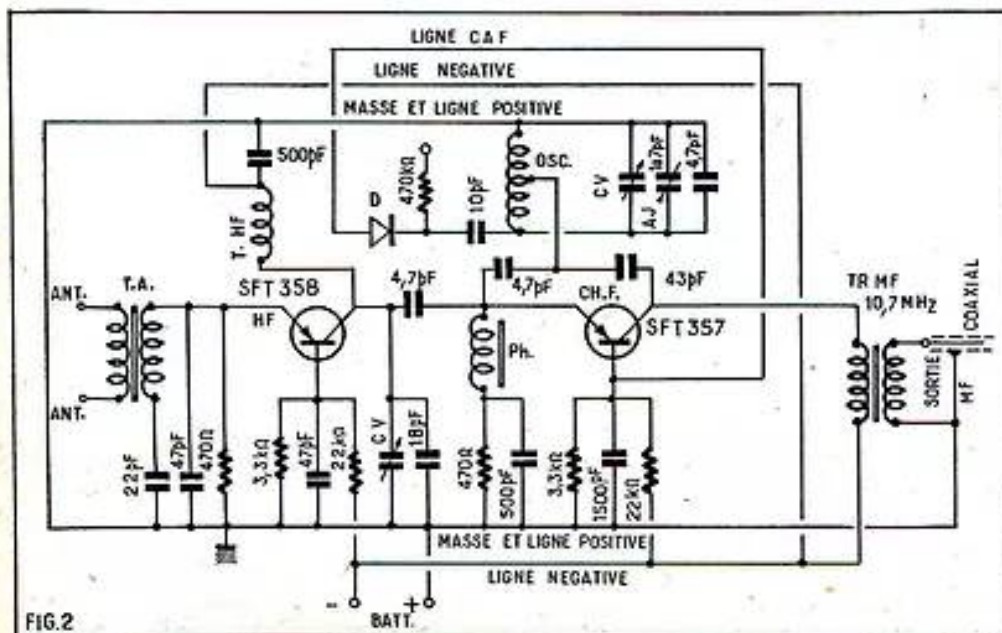 LIGNE CAF
LIGNE NEGATIVE
MASSE ET LIGNE POSITIVE
500pF
T. HF
D
470kΩ
10pF
OSC.
CV
AJ
1à7pF
4,7pF
ANT.
T.A.
SFT 358
HF
4,7pF
4,7pF
CH.F.
43pF
SFT357
TR MF
10,7 MHz
COAXIAL
SORTIE
MF
Ph.
ANT.
22pF
47pF
470Ω
3,3kΩ
47pF
22kΩ
CV
18pF
470Ω
500pF
3,3kΩ
1500pF
22kΩ
MASSE ET LIGNE POSITIVE
LIGNE NEGATIVE
- +
BATT.
FIG.2